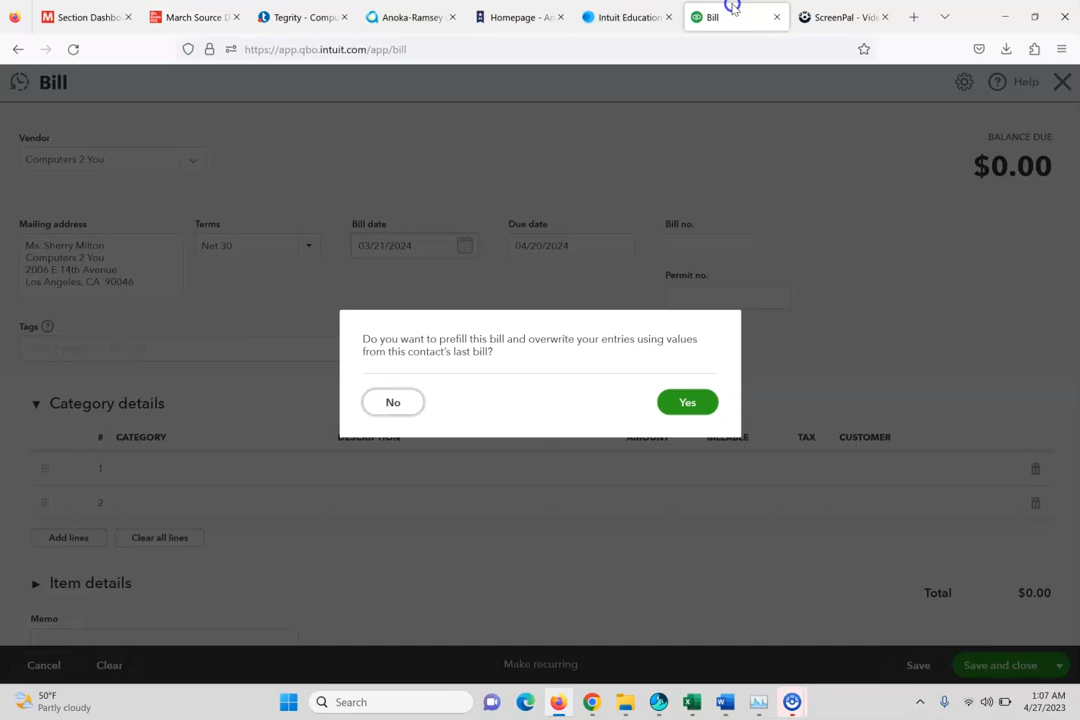 Section Dashb
March Source D
Tegrity - Compu
Anoka-Ramsey
Homepage - An
Intuit Education
Bill
ScreenPal - Vide
https://app.qbo.intuit.com/app/bill
Bill
Help
Vendor
BALANCE DUE
Computers 2 You
$0.00
Mailing address
Terms
Bill date
Due date
Bill no.
Ms. Sherry Milton
Computers 2 You
2006 E 14th Avenue
Los Angeles, CA 90046
Net 30
03/21/2024
04/20/2024
Permit no.
Tags
Do you want to prefill this bill and overwrite your entries using values
from this contact's last bill?
No
Yes
Category details
# CATEGORY DESCRIPTION AMOUNT BILLABLE TAX CUSTOMER
1
2
Add lines
Clear all lines
Item details
Total
$0.00
Memo
Cancel
Clear
Make recurring
Save
Save and close
50°F
Partly cloudy
Search
1:07 AM
4/27/2023